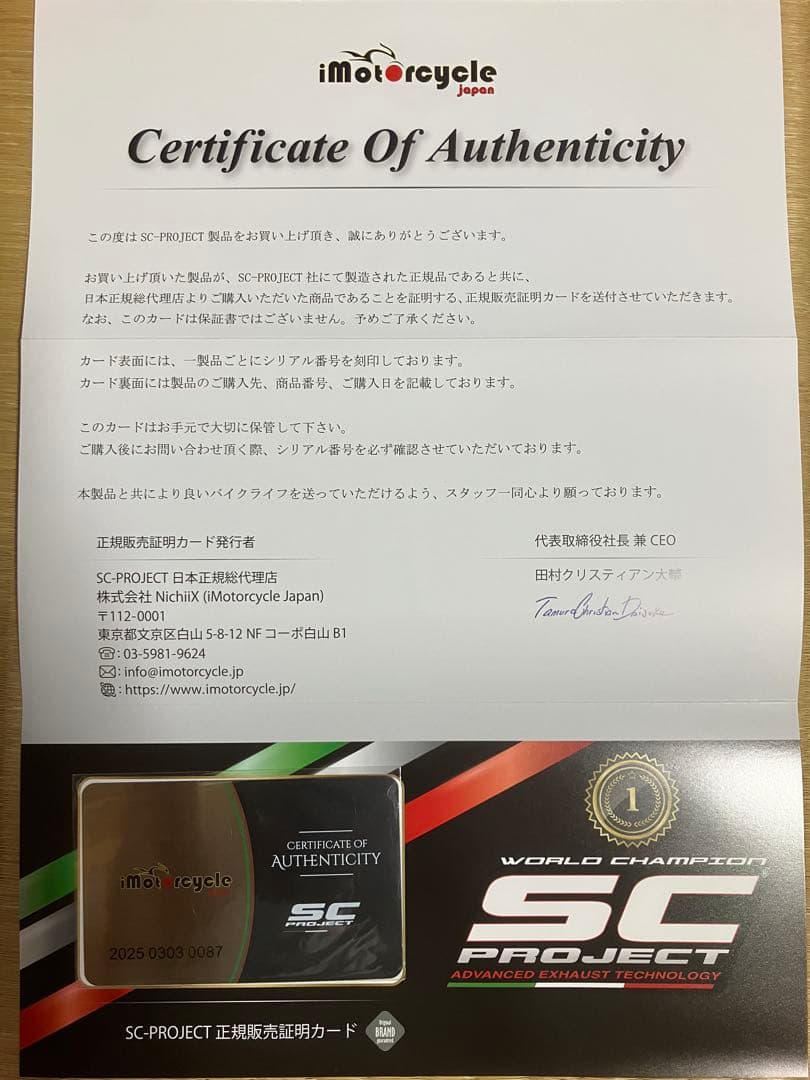 iMotorcycle
japan
Certificate Of Authenticity
この度は SC-PROJECT 製品をお買い上げ頂き、誠にありがとうございます。
お買い上げ頂いた製品が、SC-PROJECT 社にて製造された正規品であると共に、
日本正規総代理店よりご購入いただいた商品であることを証明する、正規販売証明カードを送付させていただきます。
なお、このカードは保証書ではございません。予めご了承ください。
カード表面には、一製品ごとにシリアル番号を刻印しております。
カード裏面には製品のご購入先、商品番号、ご購入日を記載しております。
このカードはお手元で大切に保管して下さい。
ご購入後にお問い合わせ頂く際、シリアル番号を必ず確認させていただいております。
本製品と共により良いバイクライフを送っていただけるよう、スタッフ一同心より願っております。
正規販売証明カード発行者
SC-PROJECT 日本正規総代理店
株式会社 NichiiX (iMotorcycle Japan)
〒112-0001
東京都文京区白山 5-8-12 NF コーポ白山 B1
☎: 03-5981-9624
✉: info@imotorcycle.jp
: https://www.imotorcycle.jp/
代表取締役社長 兼 CEO
田村クリスティアン大輔
Tamura Christian Daisuke
iMotorcycle
2025 0303 0087
CERTIFICATE OF
AUTHENTICITY
SC
PROJECT
SC-PROJECT 正規販売証明カード
Original
BRAND
guaranteed
1
WORLD CHAMPION
SC
PROJECT
ADVANCED EXHAUST TECHNOLOGY